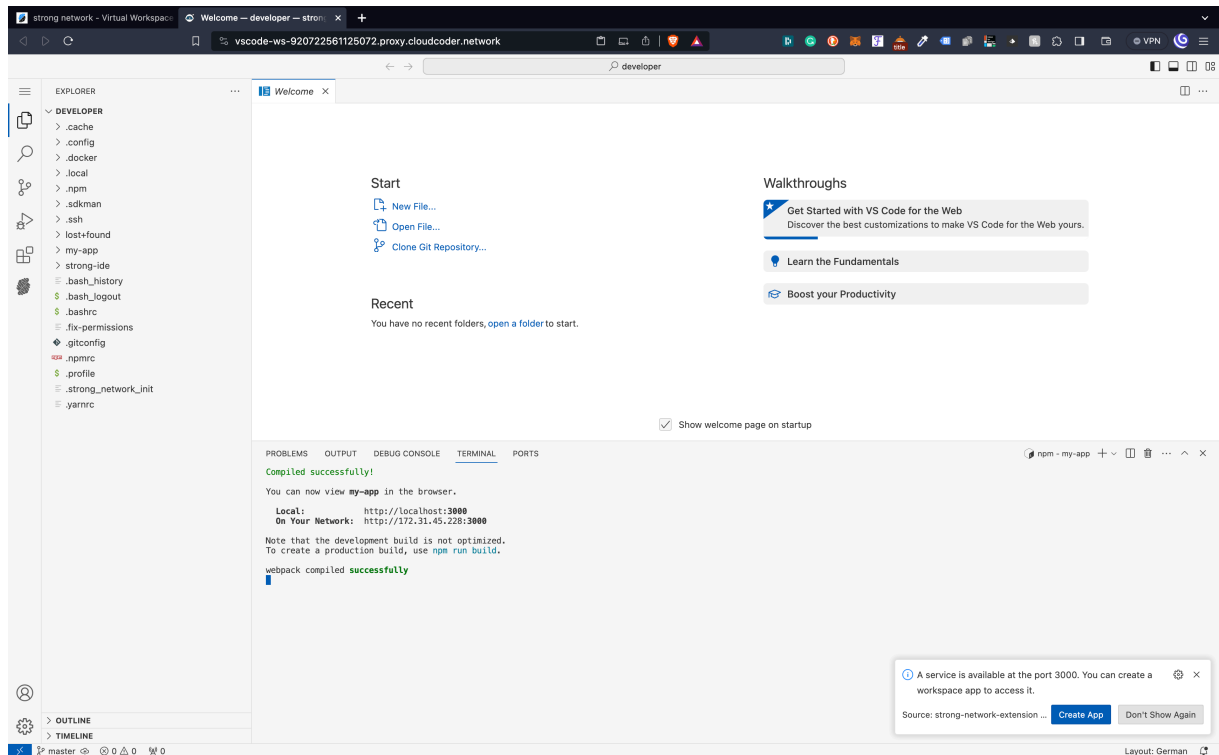 strong network - Virtual Workspace
Welcome — developer — strong
vscode-ws-920722561125072.proxy.cloudcoder.network
title
VPN
developer
EXPLORER
DEVELOPER
.cache
.config
.docker
.local
.npm
.sdkman
.ssh
lost+found
my-app
strong-ide
.bash_history
.bash_logout
.bashrc
.fix-permissions
.gitconfig
.npmrc
.profile
.strong_network_init
.yarnrc
OUTLINE
TIMELINE
Welcome
Start
New File...
Open File...
Clone Git Repository...
Recent
You have no recent folders, open a folder to start.
Walkthroughs
Get Started with VS Code for the Web
Discover the best customizations to make VS Code for the Web yours.
Learn the Fundamentals
Boost your Productivity
Show welcome page on startup
PROBLEMS OUTPUT DEBUG CONSOLE TERMINAL PORTS
npm - my-app
Compiled successfully!
You can now view my-app in the browser.
Local: http://localhost:3000
On Your Network: http://172.31.45.228:3000
Note that the development build is not optimized.
To create a production build, use npm run build.
webpack compiled successfully
A service is available at the port 3000. You can create a
workspace app to access it.
Source: strong-network-extension ...
Create App
Don't Show Again
master 0 0 0
Layout: German